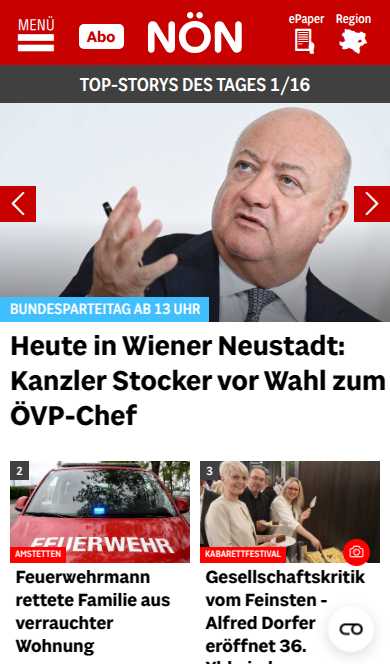 MENÜ
Abo
NÖN
ePaper
Region
TOP-STORYS DES TAGES 1/16
BUNDESPARTEITAG AB 13 UHR
Heute in Wiener Neustadt:
Kanzler Stocker vor Wahl zum
ÖVP-Chef
2
FEUERWEHR
AMSTETTEN
Feuerwehrmann
rettete Familie aus
verrauchter
Wohnung
3
KABARETTFESTIVAL
Gesellschaftskritik
vom Feinsten -
Alfred Dorfer
eröffnet 36.